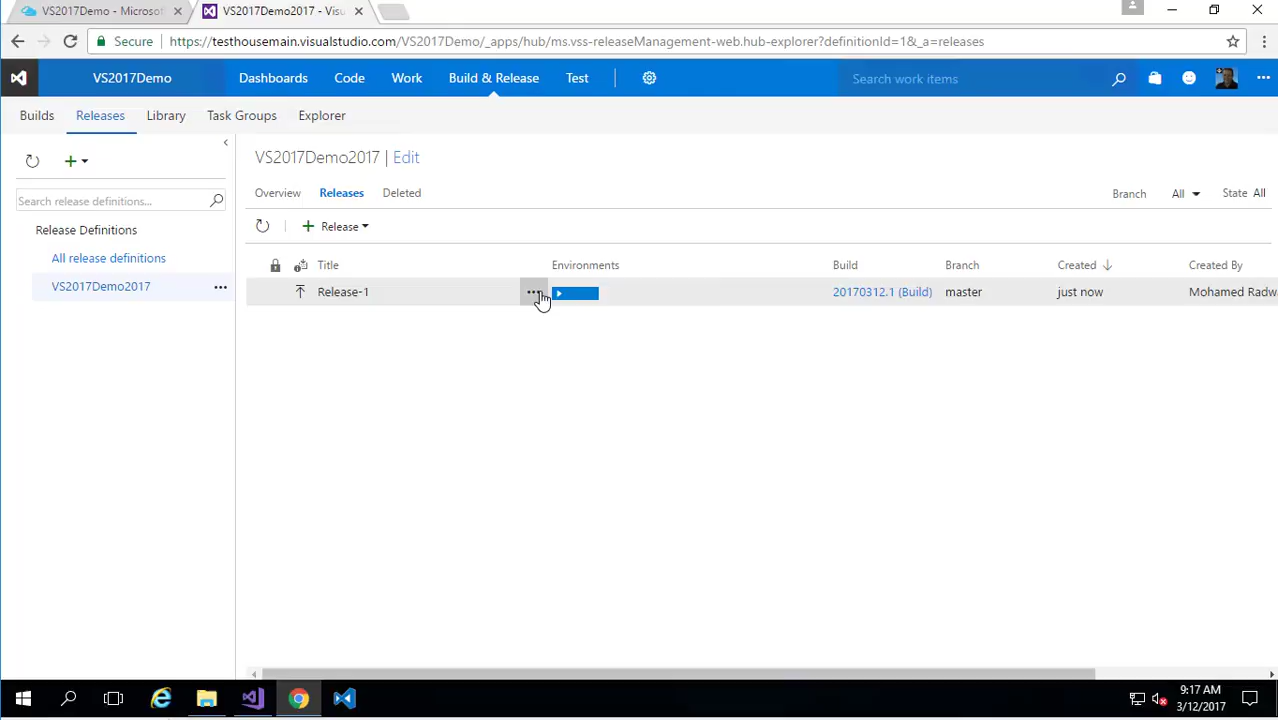 VS2017Demo - Microsoft
VS2017Demo2017 - Visu
Secure
https://testhousemain.visualstudio.com/VS2017Demo/_apps/hub/ms.vss-releaseManagement-web.hub-explorer?definitionId=1&_a=releases
VS2017Demo
Dashboards
Code
Work
Build & Release
Test
Search work items
Builds
Releases
Library
Task Groups
Explorer
VS2017Demo2017 | Edit
Search release definitions...
Overview
Releases
Deleted
Branch
All
State All
Release
Release Definitions
All release definitions
VS2017Demo2017
Title
Environments
Build
Branch
Created
Created By
Release-1
20170312.1 (Build)
master
just now
Mohamed Radwa
9:17 AM
3/12/2017